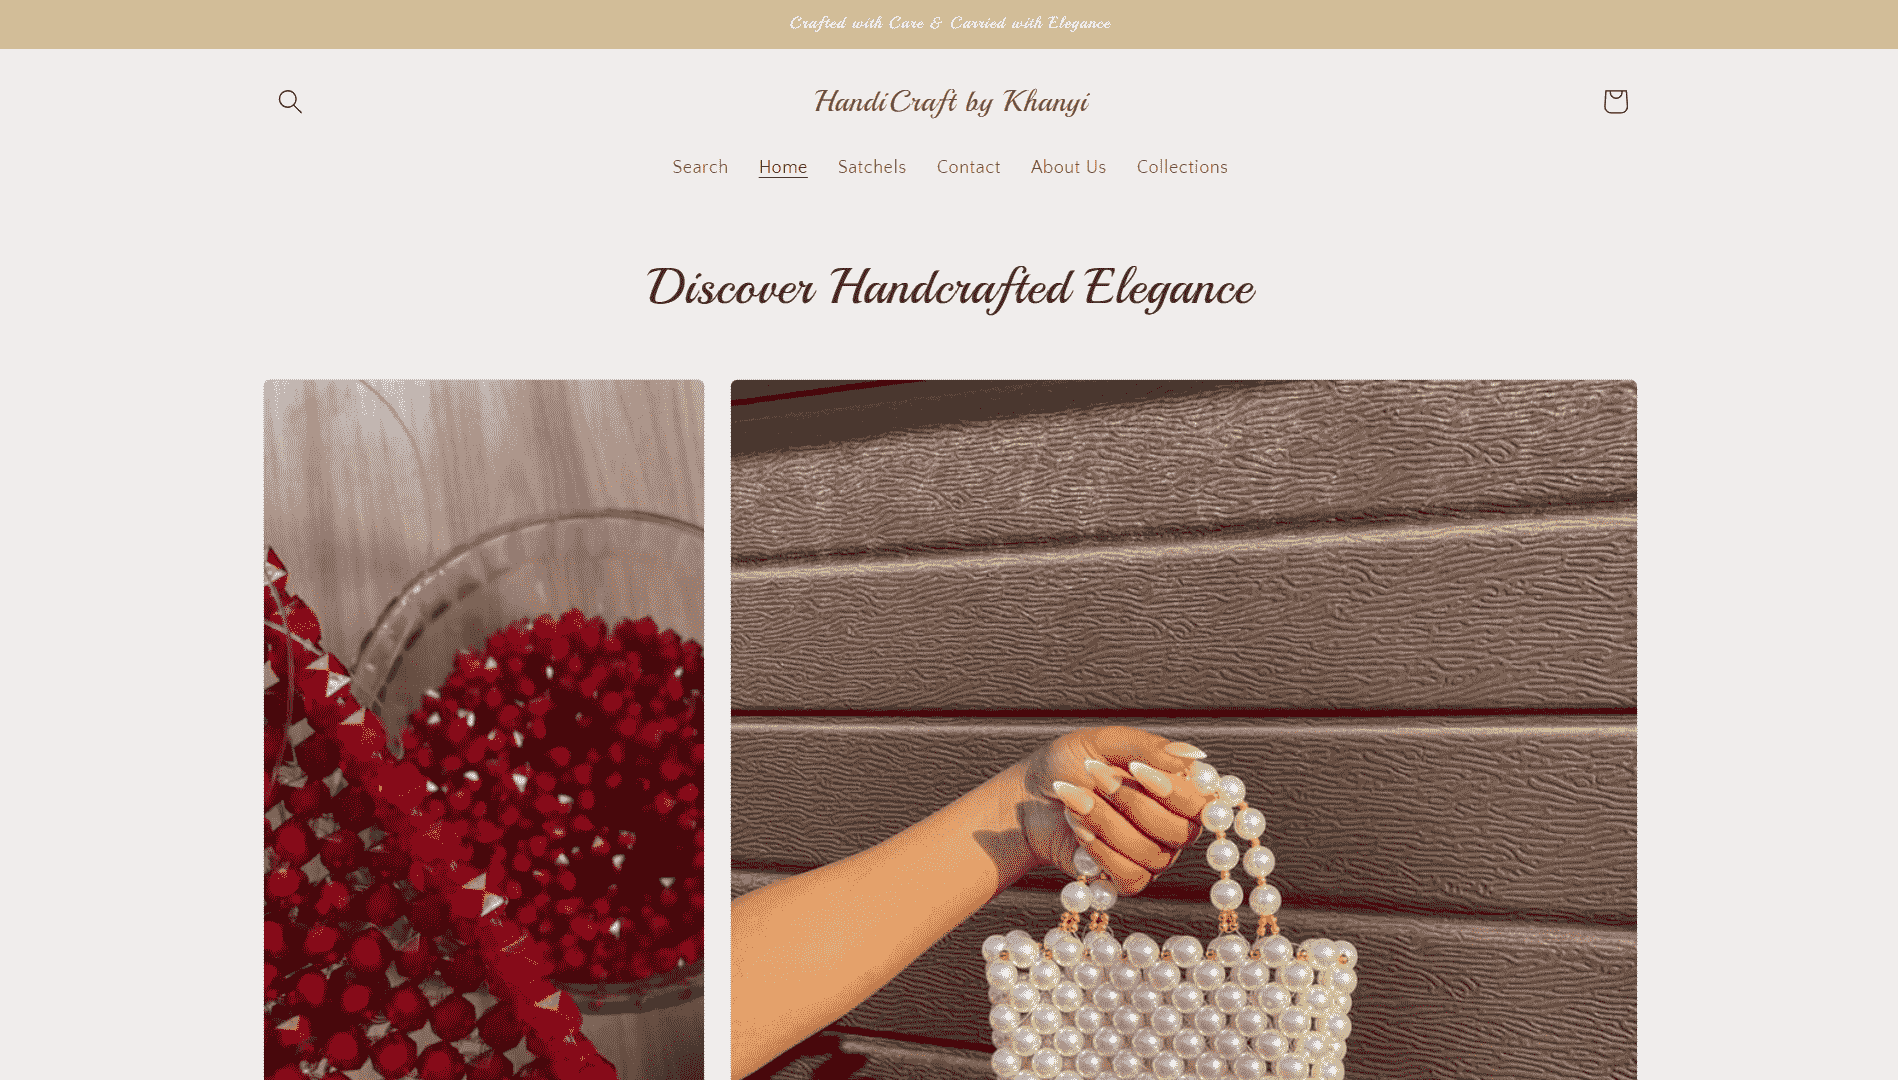 Crafted with Care & Carried with Elegance
HandiCraft by Khanyi
Search Home Satchels Contact About Us Collections
Discover Handcrafted Elegance